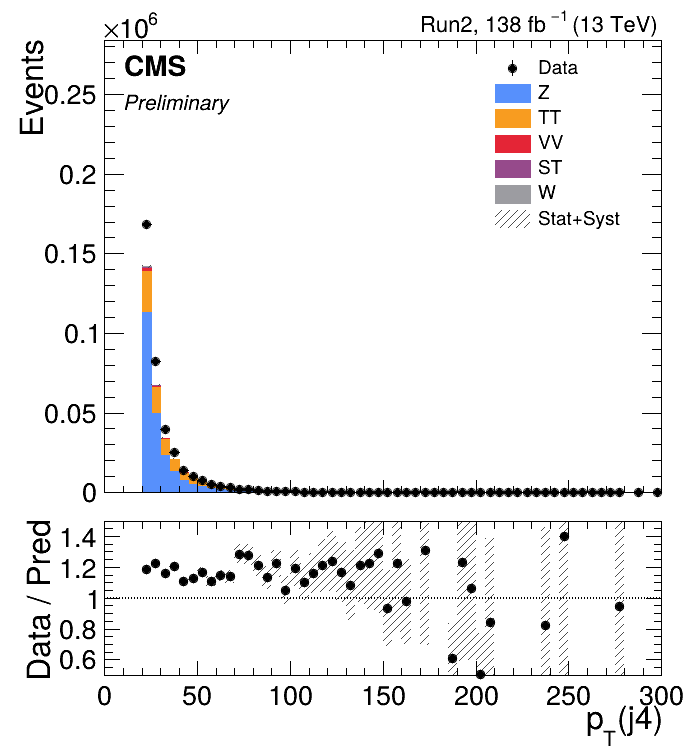 ×10^6
Run2, 138 fb^-1 (13 TeV)
CMS
Preliminary
Events
Data
Z
TT
VV
ST
W
Stat+Syst
0.25
0.2
0.15
0.1
0.05
0
Data / Pred
1.4
1.2
1
0.8
0.6
0 50 100 150 200 250 300
p_T(j4)